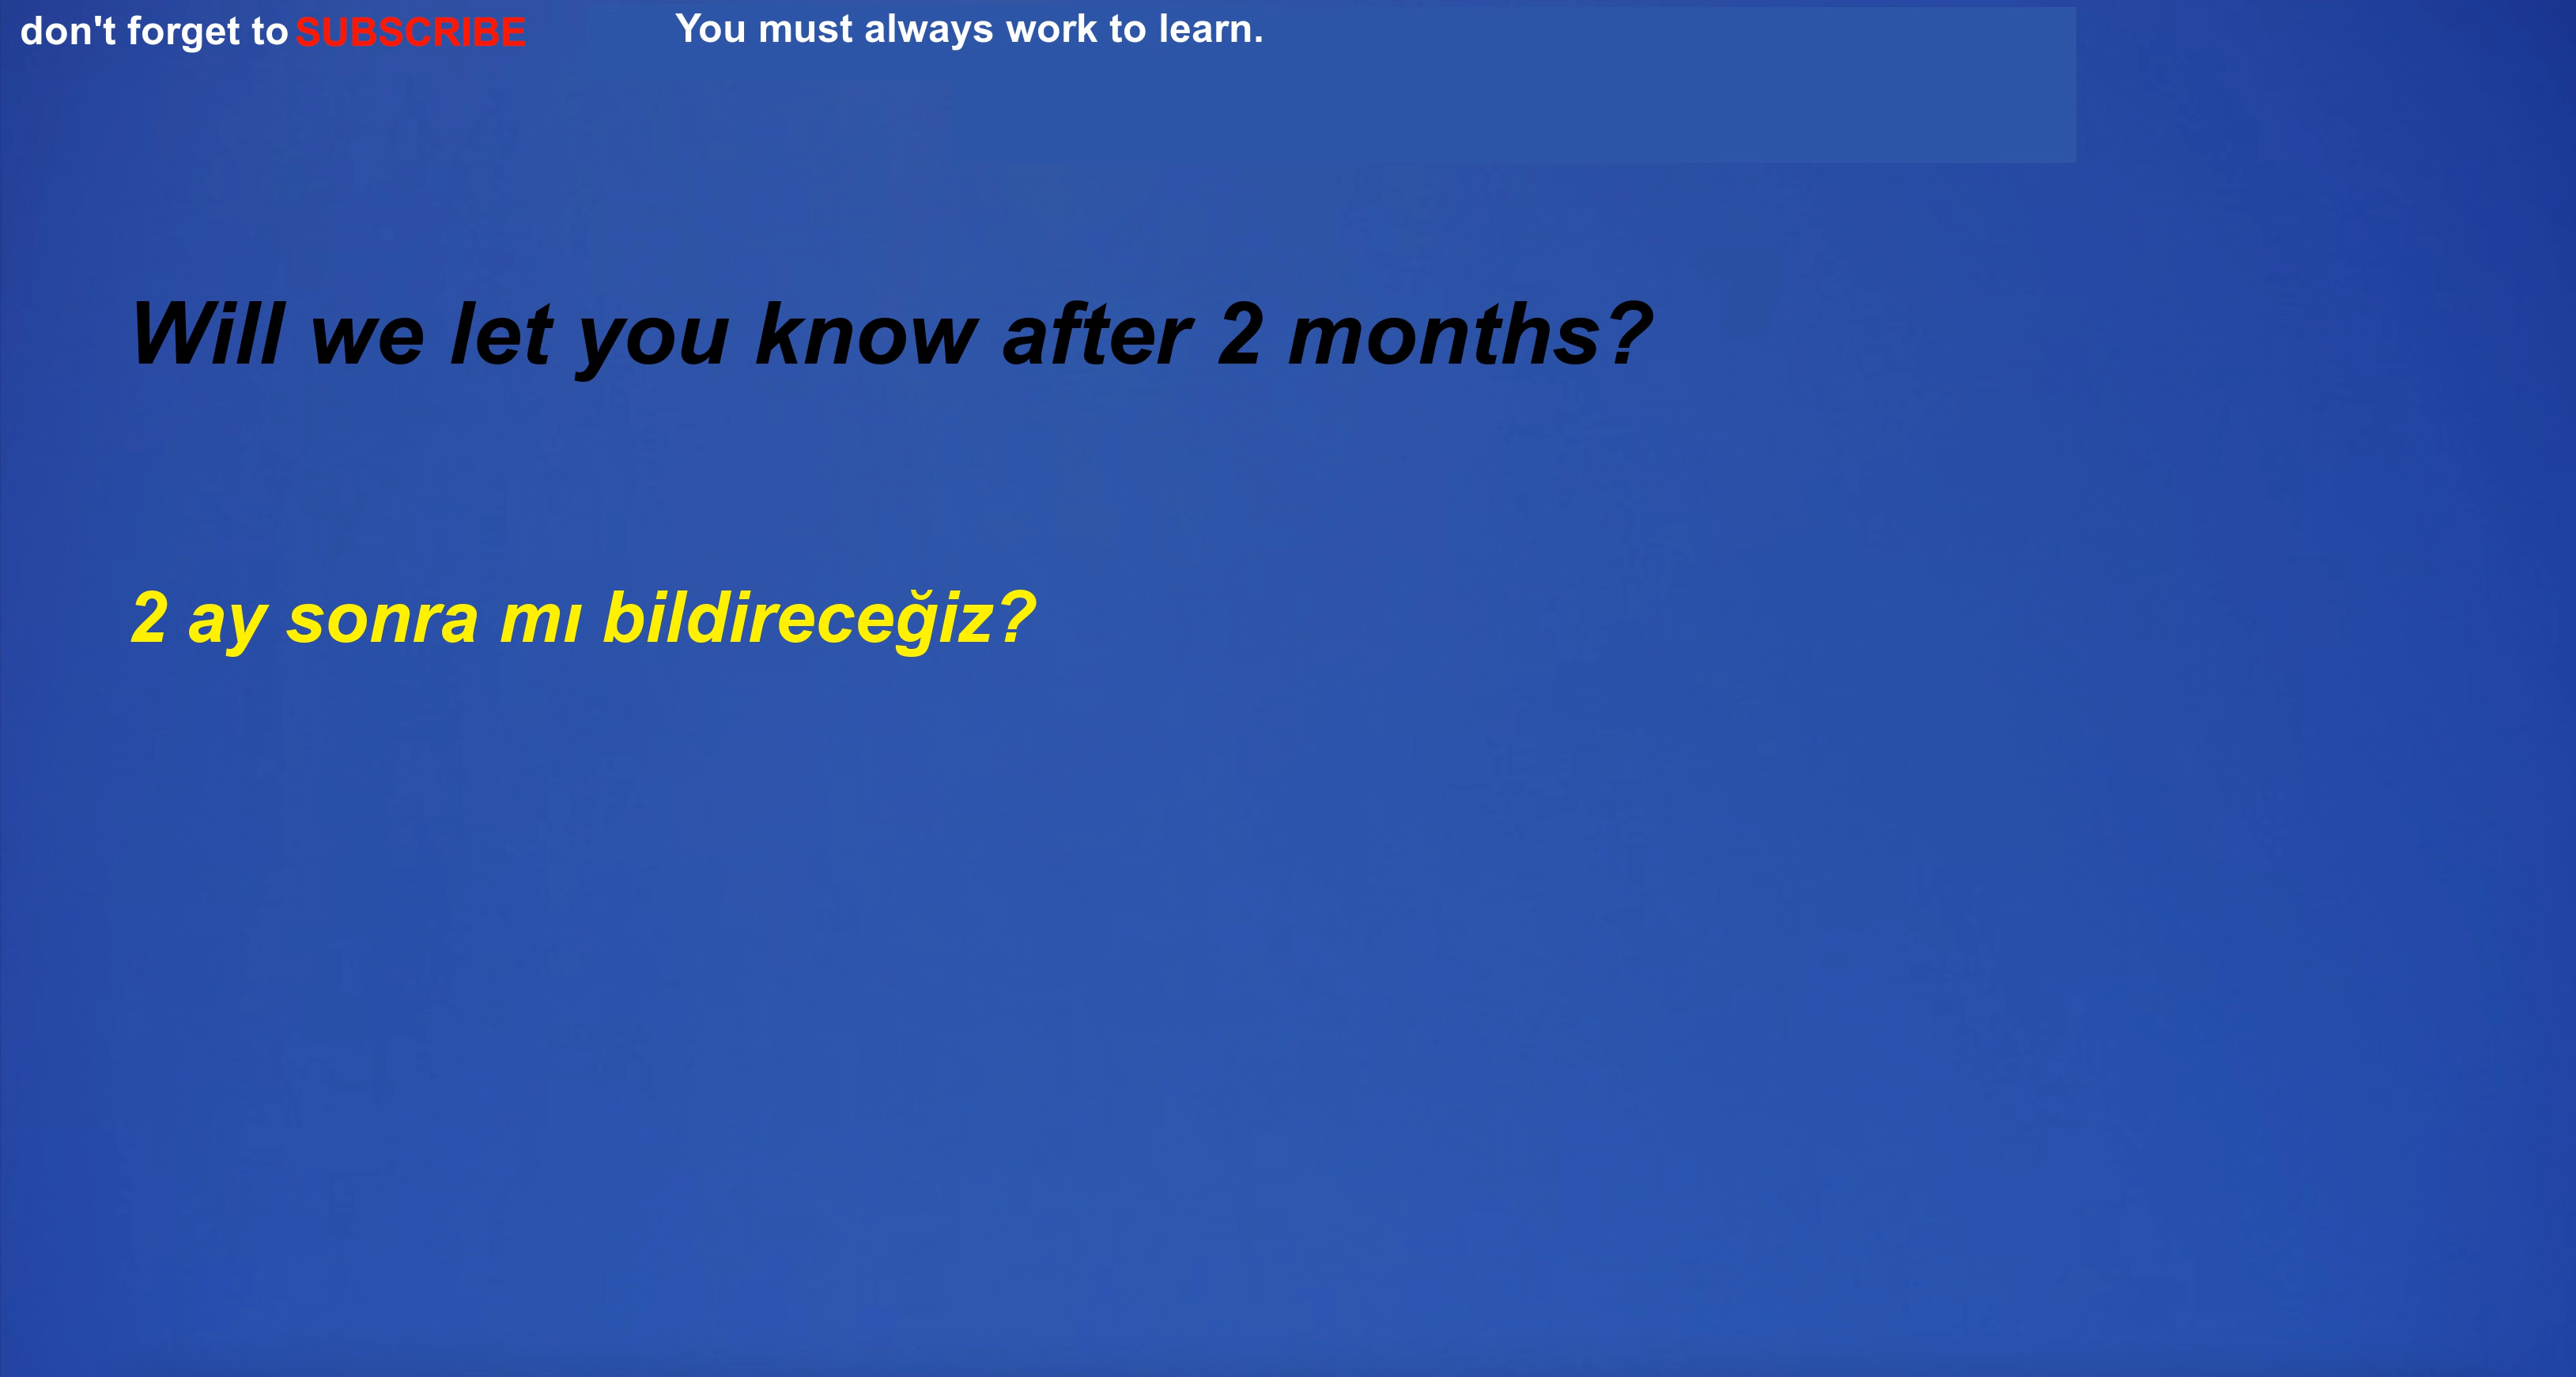 don't forget to SUBSCRIBE
You must always work to learn.
Will we let you know after 2 months?
2 ay sonra mı bildireceğiz?